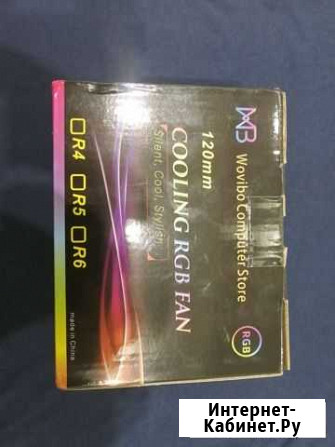 WB
Wovibo Computer Store
120mm
COOLING RGB FAN
Silent, Cool, Stylish
RGB
R4 R5 R6
made in China
Интернет-
Кабинет.Ру